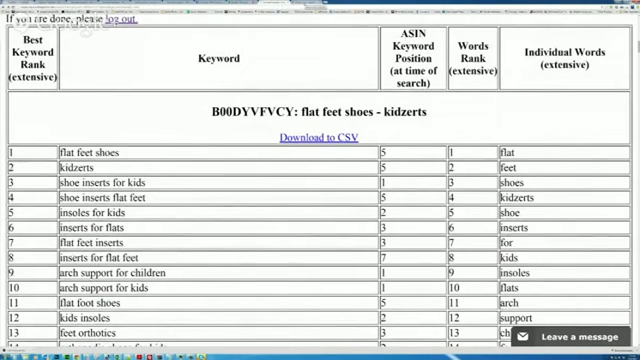 If you are done, please log out.
Best Keyword Rank (extensive) Keyword ASIN Keyword Position (at time of search) Words Rank (extensive) Individual Words (extensive)
B00DYVFVCY: flat feet shoes - kidzerts
Download to CSV
1 flat feet shoes 5 1 flat
2 kidzerts 5 2 feet
3 shoe inserts for kids 1 3 shoes
4 shoe inserts flat feet 5 4 kidzerts
5 insoles for kids 2 5 shoe
6 inserts for flats 3 6 inserts
7 flat feet inserts 3 7 for
8 inserts for flat feet 7 8 kids
9 arch support for children 1 9 insoles
10 arch support for kids 1 10 flats
11 flat foot shoes 5 11 arch
12 kids insoles 2 12 support
13 feet orthotics 3 13
Leave a message